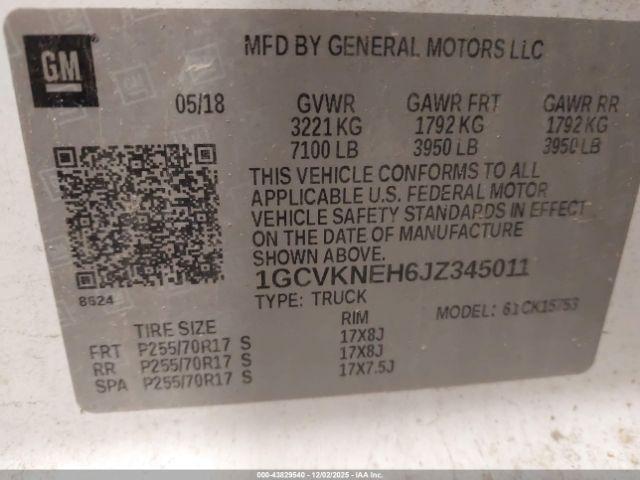 GM
MFD BY GENERAL MOTORS LLC
05/18 GVWR GAWR FRT GAWR RR
3221 KG 1792 KG 1792 KG
7100 LB 3950 LB 3950 LB
THIS VEHICLE CONFORMS TO ALL
APPLICABLE U.S. FEDERAL MOTOR
VEHICLE SAFETY STANDARDS IN EFFECT
ON THE DATE OF MANUFACTURE
SHOWN ABOVE.
1GCVKNEH6JZ345011
8624
TYPE: TRUCK MODEL: 61CK15753
TIRE SIZE RIM
FRT P255/70R17 S 17X8J
RR P255/70R17 S 17X8J
SPA P255/70R17 S 17X7.5J
000-43829540 - 12/02/2025 - IAAI.COM